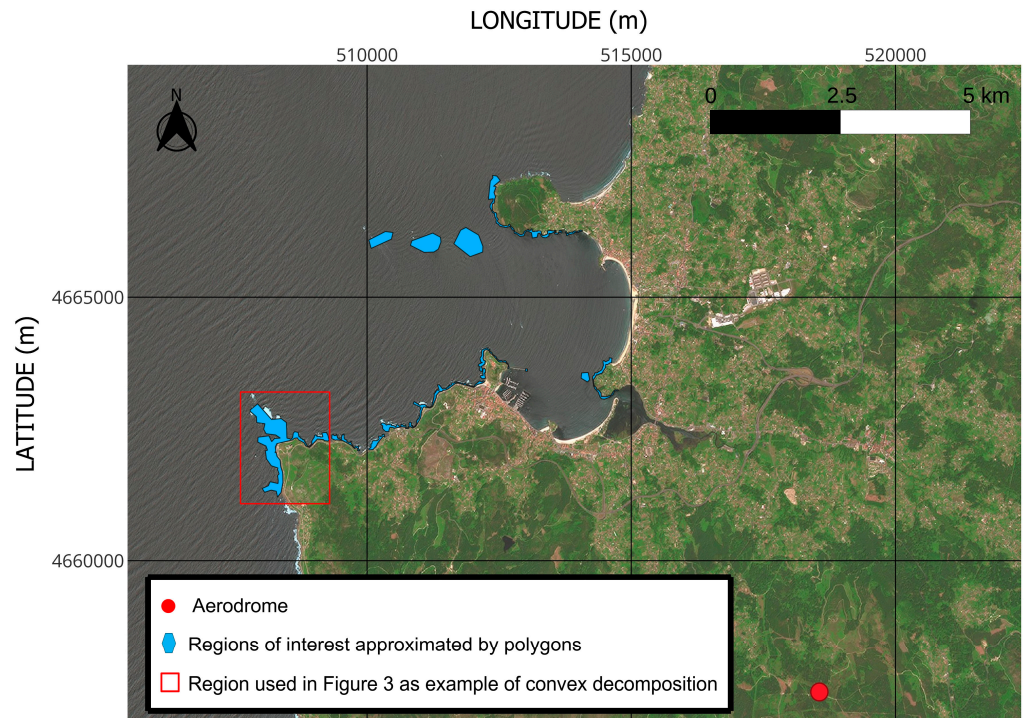 LONGITUDE (m)
510000 515000 520000
N
0 2.5 5 km
4665000
LATITUDE (m)
4660000
Aerodrome
Regions of interest approximated by polygons
Region used in Figure 3 as example of convex decomposition